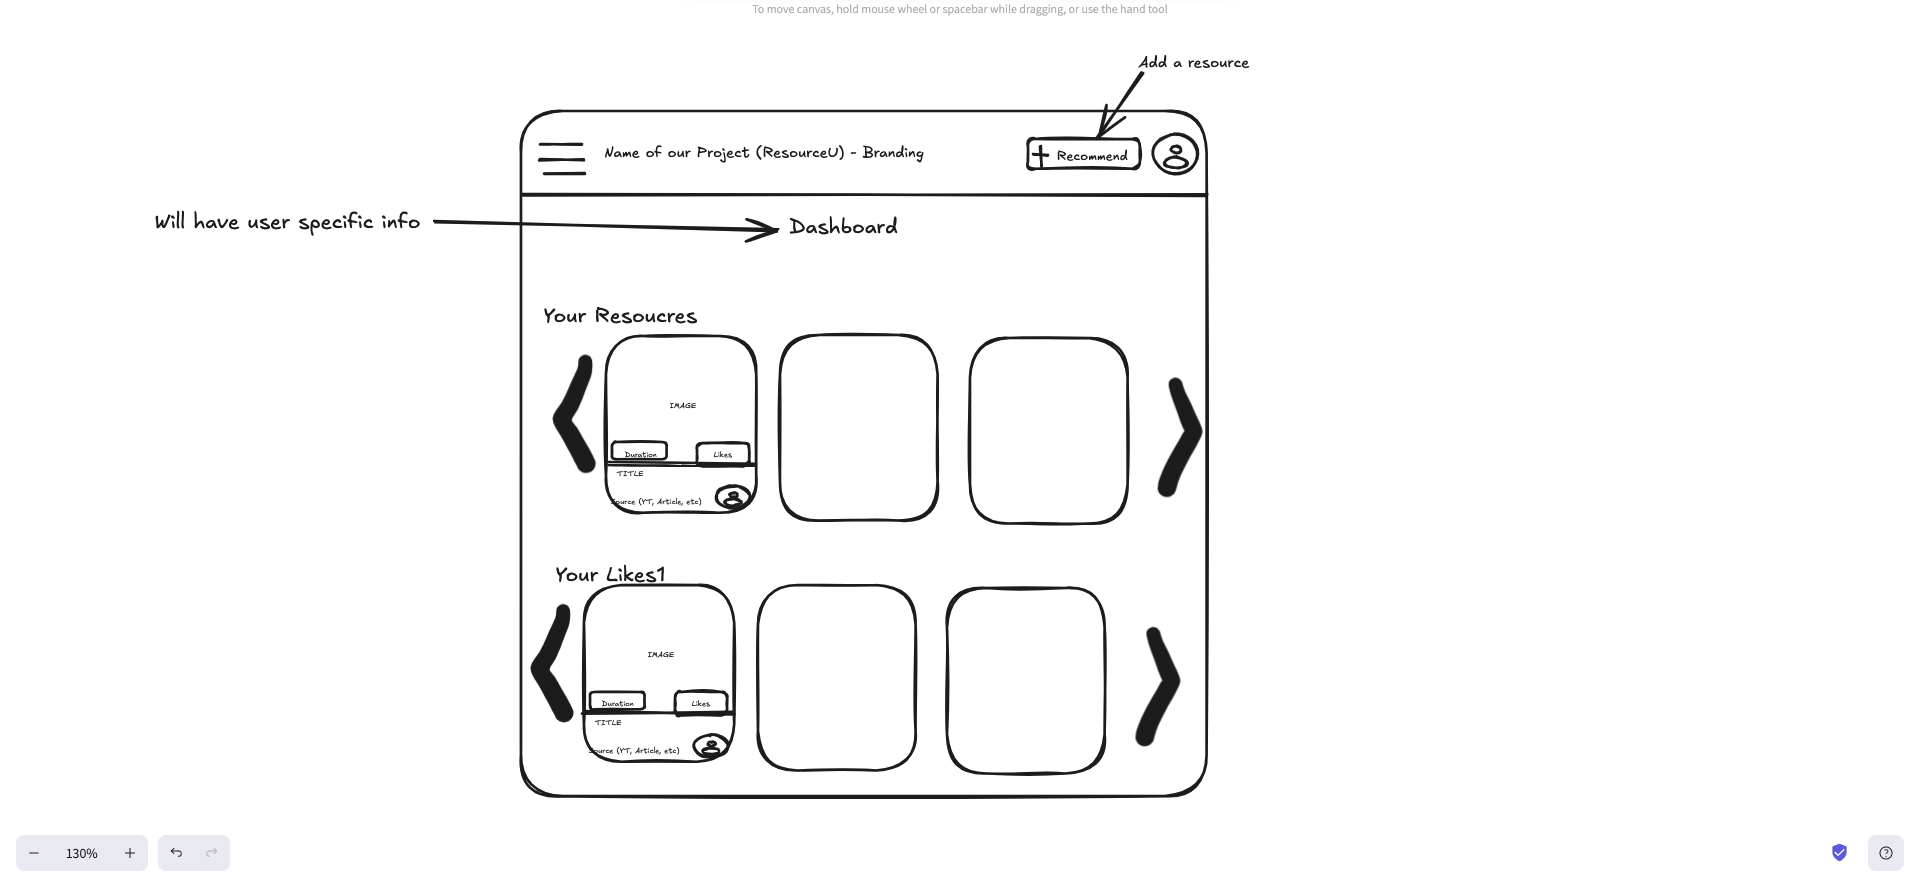 To move canvas, hold mouse wheel or spacebar while dragging, or use the hand tool
Add a resource
Name of our Project (ResourceU) - Branding
Recommend
Will have user specific info
Dashboard
Your Resoucres
IMAGE
Duration
Likes
TITLE
Source (YT, Article, etc)
Your Likes1
IMAGE
Duration
Likes
TITLE
Source (YT, Article, etc)
130%